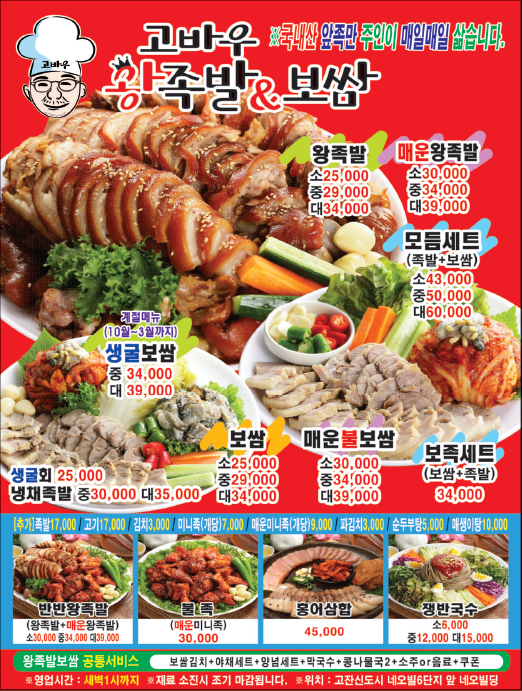 고바우
고바우
※국내산 앞족만 주인이 매일매일 삶습니다.
왕족발&보쌈
왕족발
소25,000
중29,000
대34,000
매운왕족발
소30,000
중34,000
대39,000
모듬세트
(족발+보쌈)
소43,000
중50,000
대60,000
계절메뉴
(10월~3월까지)
생굴보쌈
중 34,000
대 39,000
생굴회 25,000
냉채족발 중30,000 대35,000
보쌈
소25,000
중29,000
대34,000
매운불보쌈
소30,000
중34,000
대39,000
보족세트
(보쌈+족발)
34,000
[추가]족발17,000 / 고기17,000 / 김치3,000 / 미니족(개당)7,000 / 매운미니족(개당)9,000 / 파김치3,000 / 순두부탕5,000 / 매생이탕10,000
반반왕족발
(왕족발+매운왕족발)
소30,000 중34,000 대39,000
불족
(매운미니족)
30,000
홍어삼합
45,000
쟁반국수
소6,000
중12,000 대15,000
왕족발보쌈 공통서비스
보쌈김치+야채세트+양념세트+막국수+콩나물국2+소주or음료+쿠폰
※영업시간 : 새벽1시까지 ※재료 소진시 조기 마감됩니다. ※위치 : 고잔신도시 네오빌6단지 앞 네오빌딩